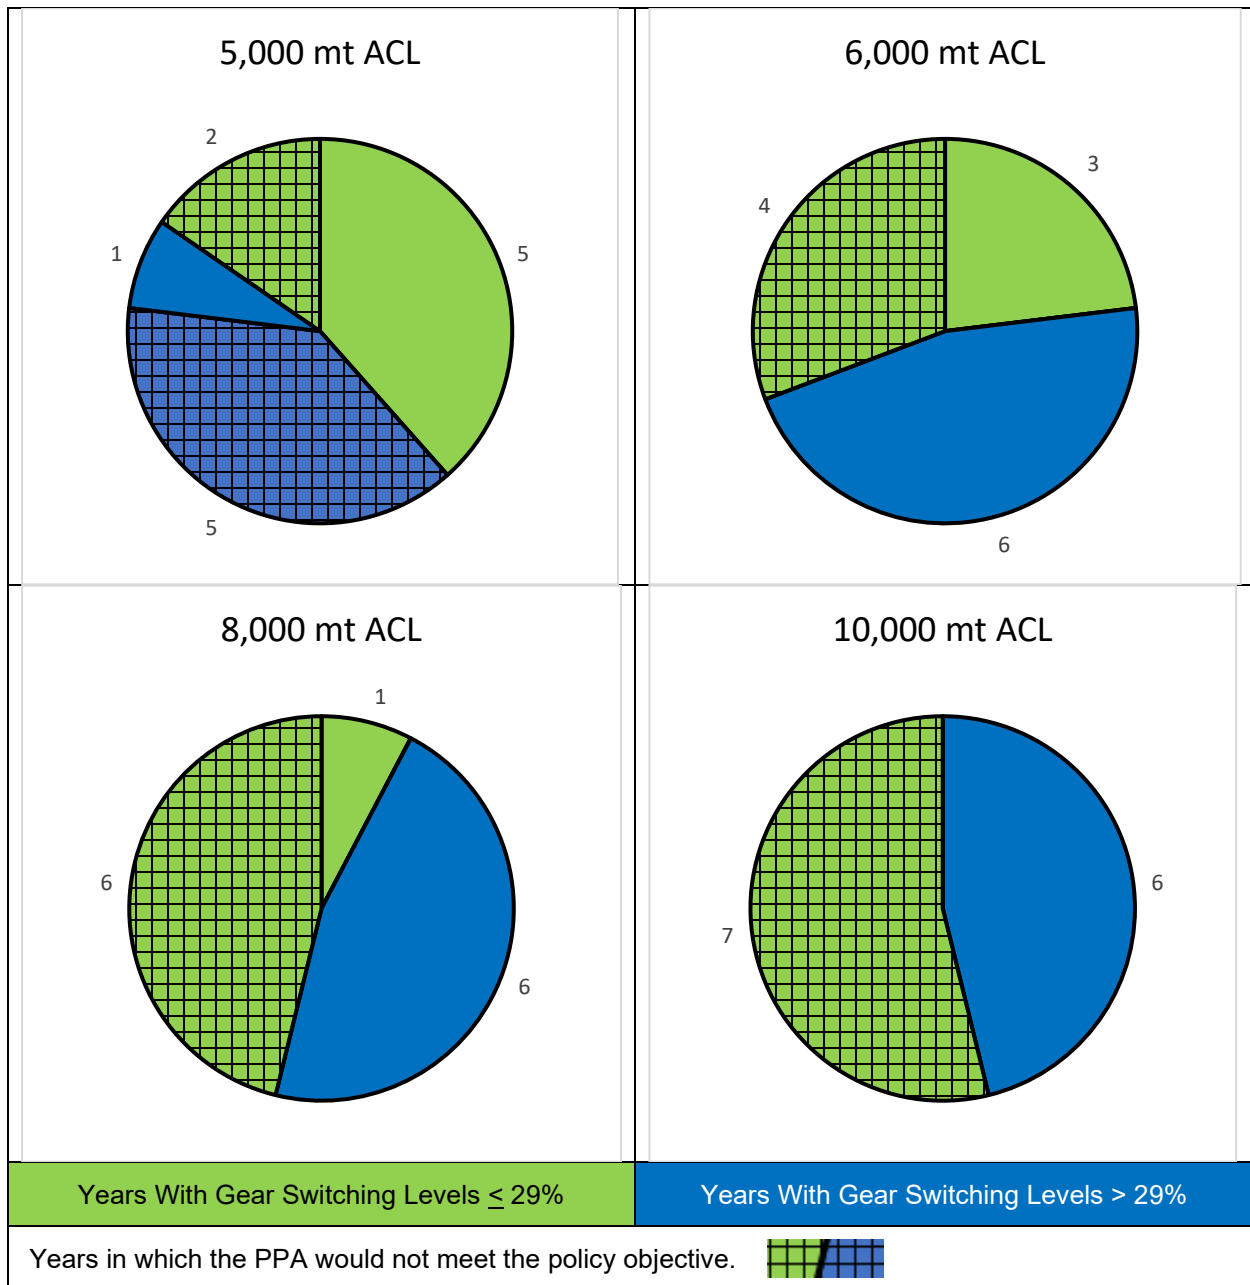 5,000 mt ACL
2
5
1
5
6,000 mt ACL
3
4
6
8,000 mt ACL
1
6
6
10,000 mt ACL
6
7
Years With Gear Switching Levels ≤ 29%
Years With Gear Switching Levels > 29%
Years in which the PPA would not meet the policy objective.